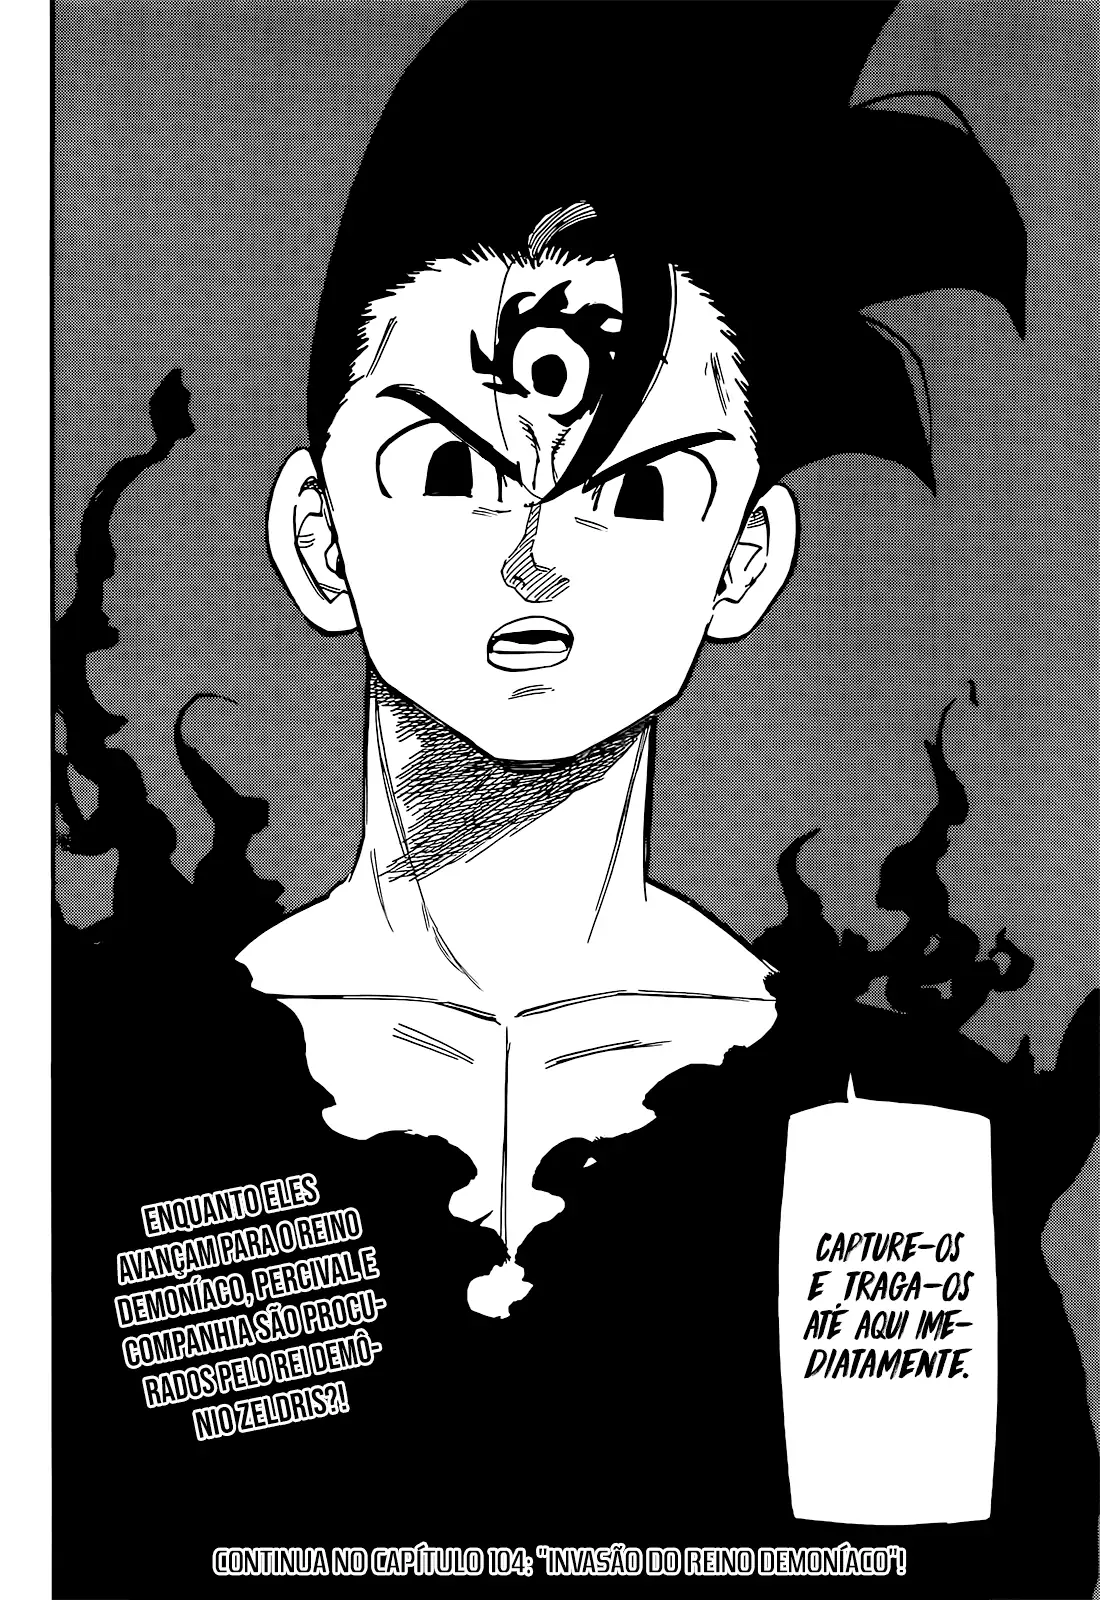 CAPTURE-OS
E TRAGA-OS
ATÉ AQUI IME-
DIATAMENTE.
ENQUANTO ELES
AVANÇAM PARA O REINO
DEMONÍACO, PERCIVAL E
COMPANHIA SÃO PROCU-
RADOS PELO REI DEMÔ-
NIO ZELDRIS?!
CONTINUA NO CAPÍTULO 104: "INVASÃO DO REINO DEMONÍACO"!